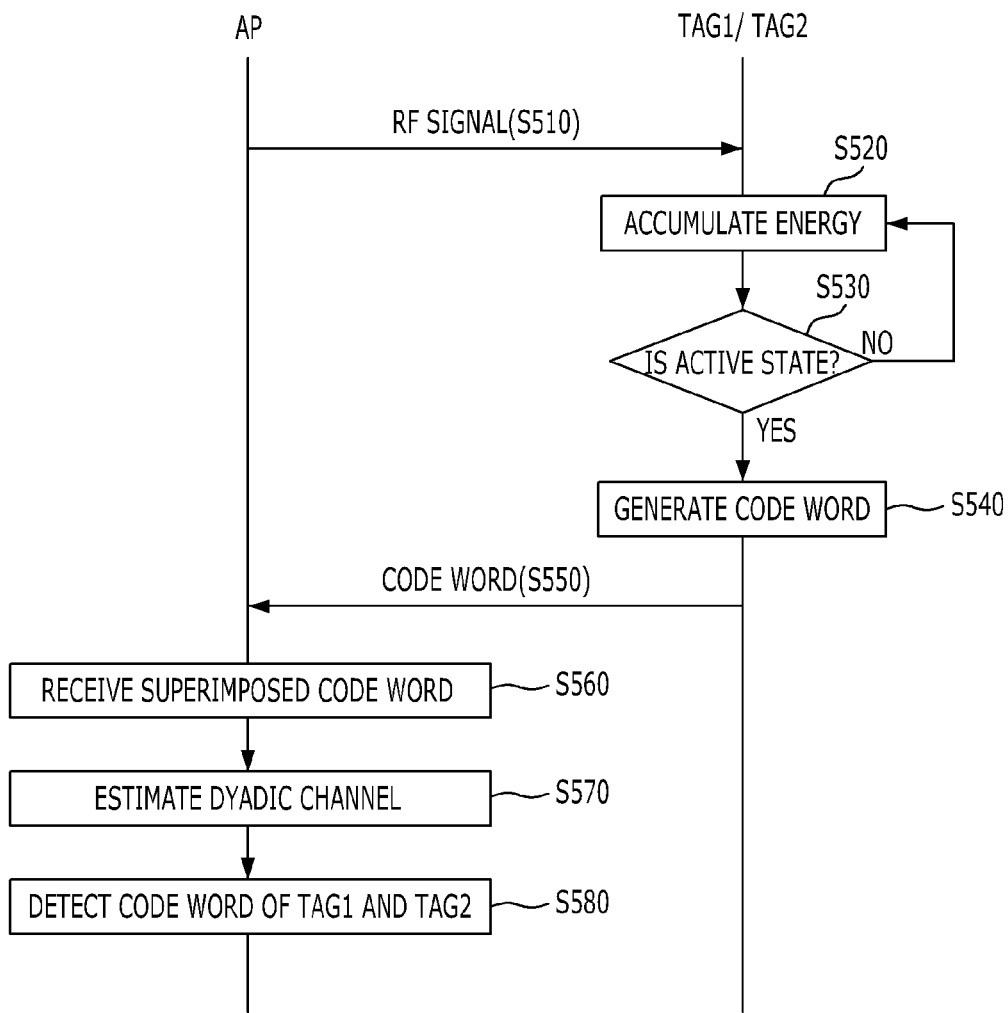 AP
TAG1/ TAG2
RF SIGNAL(S510)
S520
ACCUMULATE ENERGY
S530
IS ACTIVE STATE?
NO
YES
GENERATE CODE WORD
S540
CODE WORD(S550)
RECEIVE SUPERIMPOSED CODE WORD
S560
ESTIMATE DYADIC CHANNEL
S570
DETECT CODE WORD OF TAG1 AND TAG2
S580